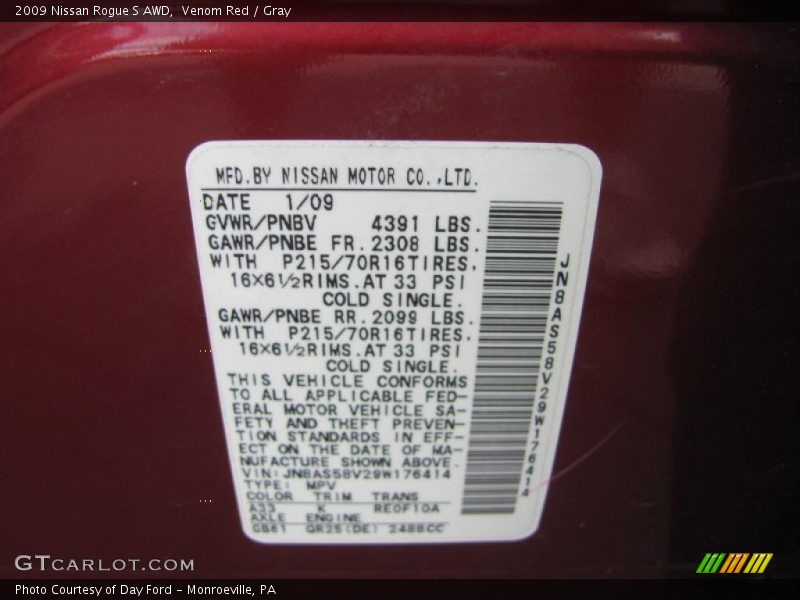 2009 Nissan Rogue S AWD,  Venom Red / Gray
MFD.BY NISSAN MOTOR CO.,LTD.
DATE 1/09
GVWR/PNBV 4391 LBS.
GAWR/PNBE FR.2308 LBS.
WITH P215/70R16TIRES.
16×6½RIMS.AT 33 PSI
COLD SINGLE.
GAWR/PNBE RR.2099 LBS.
WITH P215/70R16TIRES.
16×6½RIMS.AT 33 PSI
COLD SINGLE.
THIS VEHICLE CONFORMS
TO ALL APPLICABLE FED-
ERAL MOTOR VEHICLE SA-
FETY AND THEFT PREVEN-
TION STANDARDS IN EFF-
ECT ON THE DATE OF MA-
NUFACTURE SHOWN ABOVE.
VIN:JN8AS58V29W176414
TYPE: MPV
COLOR TRIM TRANS
A33 K RE0F10A
AXLE ENGINE
GB61 QR25(DE) 2488CC
JN8AS58V29W176414
GTCARLOT.COM
Photo Courtesy of Day Ford – Monroeville, PA